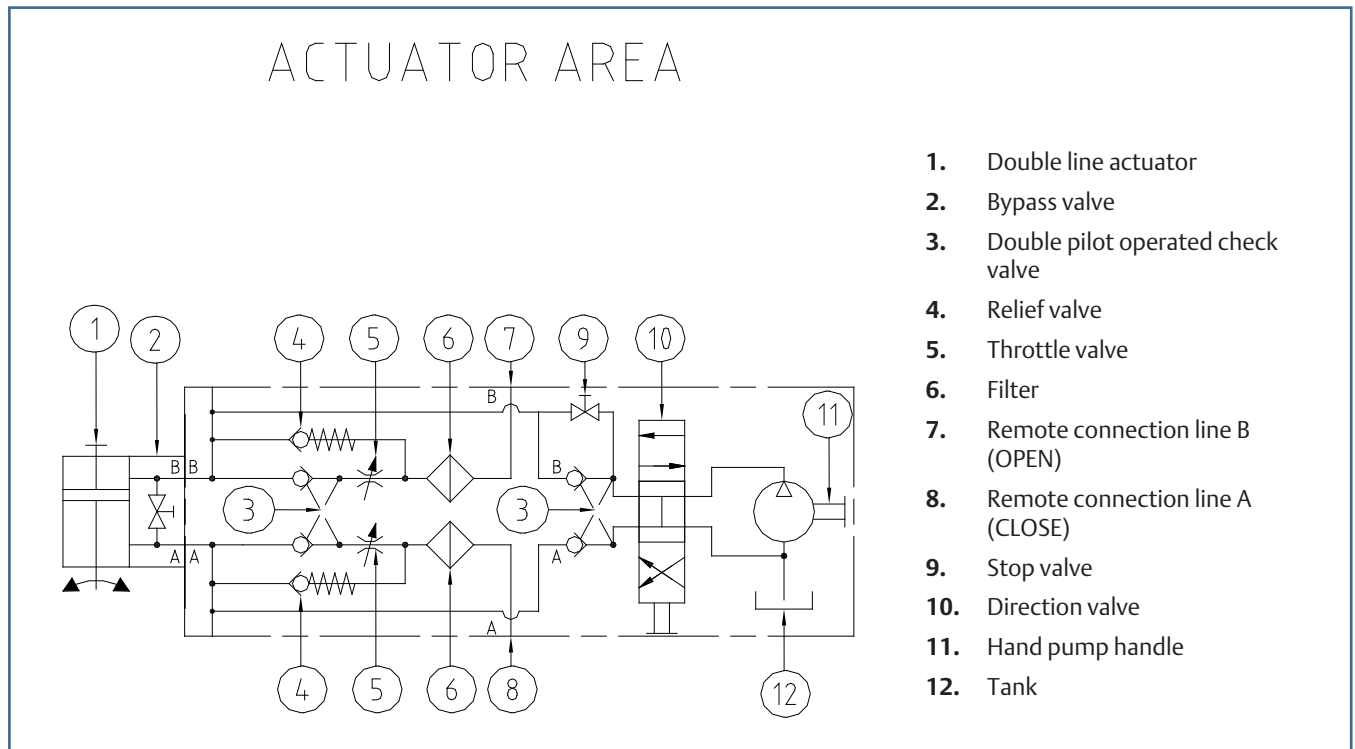 ACTUATOR AREA
1. Double line actuator
2. Bypass valve
3. Double pilot operated check
valve
4. Relief valve
5. Throttle valve
6. Filter
7. Remote connection line B
(OPEN)
8. Remote connection line A
(CLOSE)
9. Stop valve
10. Direction valve
11. Hand pump handle
12. Tank
1 2 4 5 6 7 9 10
11
B
B B
B
3 3
A A
A
A
4 5 6 8 12